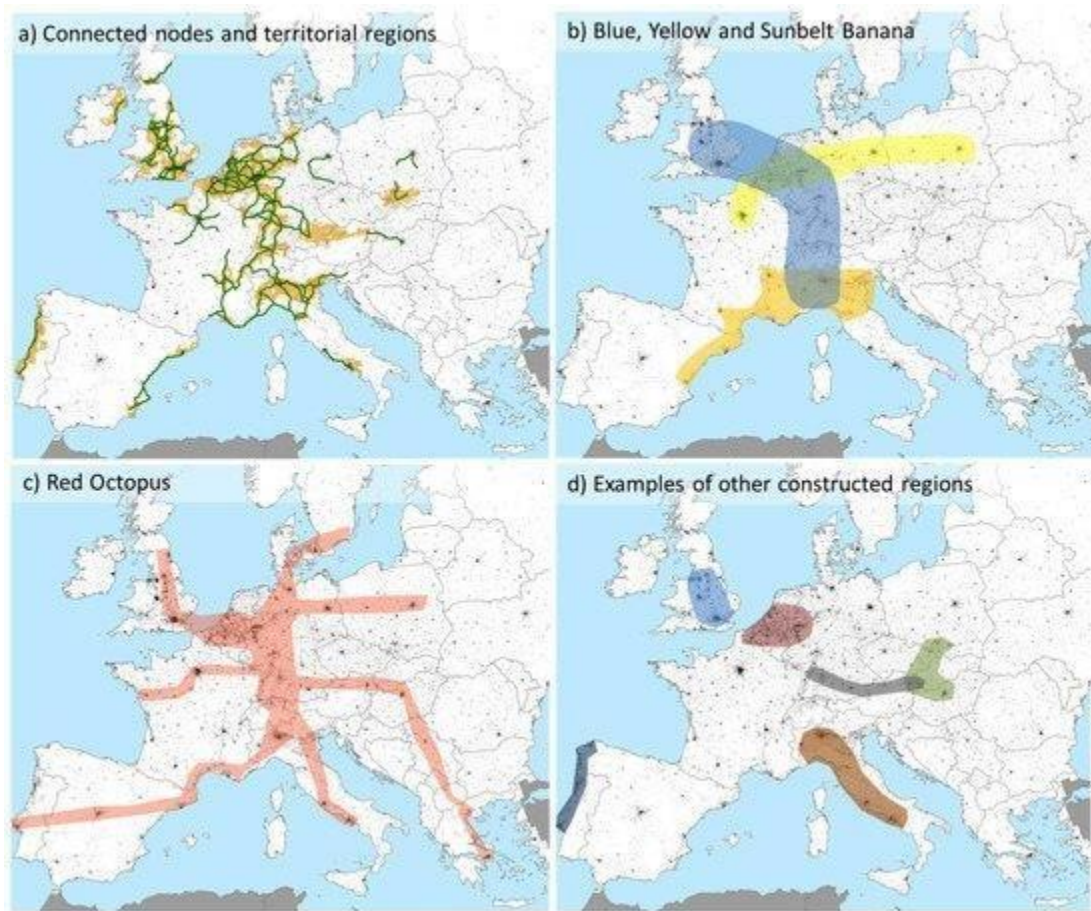 a) Connected nodes and territorial regions
b) Blue, Yellow and Sunbelt Banana
c) Red Octopus
d) Examples of other constructed regions